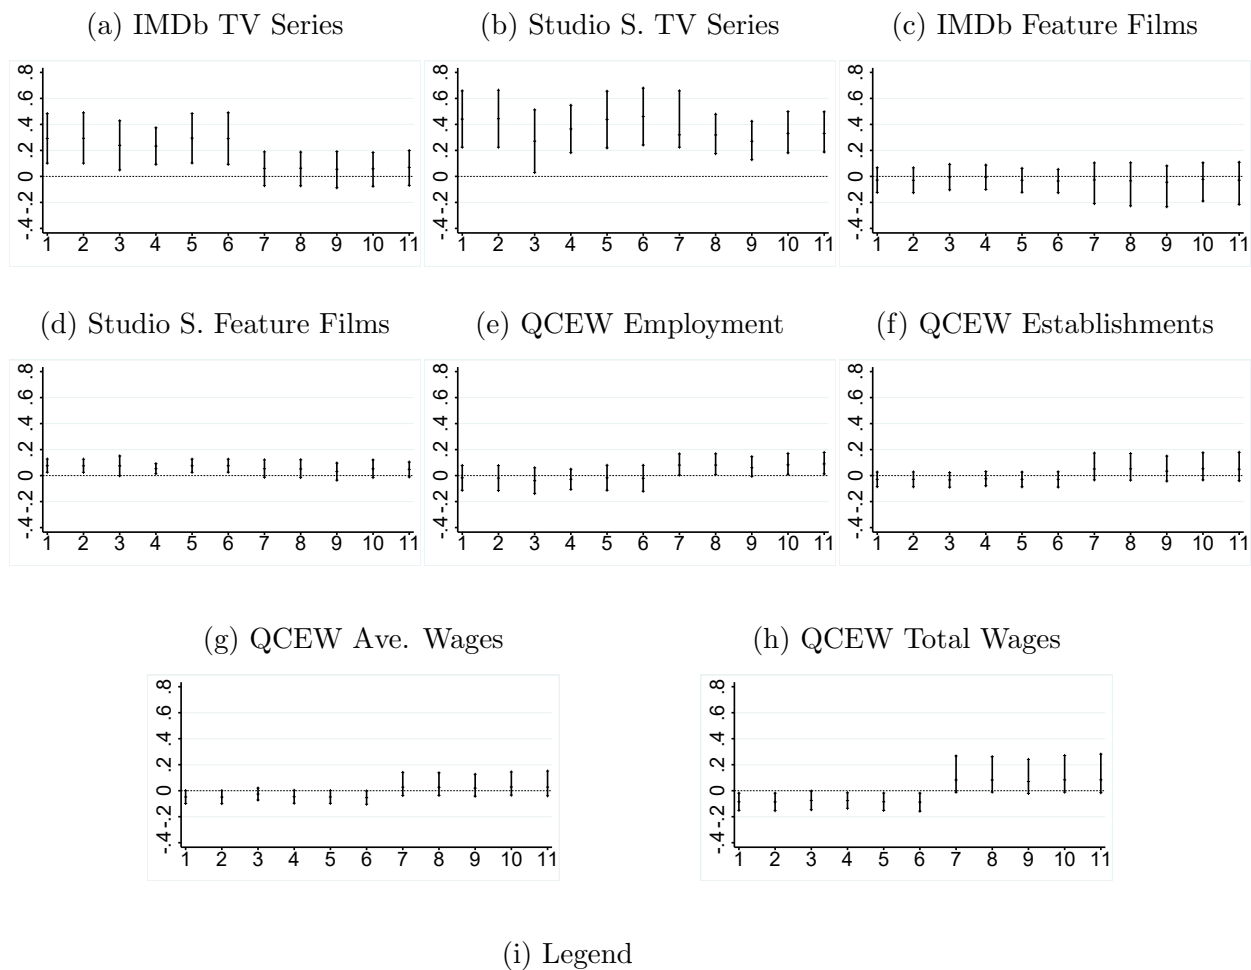 (a) IMDb TV Series (b) Studio S. TV Series (c) IMDb Feature Films
.8 .8 .8
.6 .6 .6
.4 .4 .4
.2 .2 .2
0 0 0
-.2 -.2 -.2
-.4 -.4 -.4
1 2 3 4 5 6 7 8 9 10 11 1 2 3 4 5 6 7 8 9 10 11 1 2 3 4 5 6 7 8 9 10 11
(d) Studio S. Feature Films (e) QCEW Employment (f) QCEW Establishments
.8 .8 .8
.6 .6 .6
.4 .4 .4
.2 .2 .2
0 0 0
-.2 -.2 -.2
-.4 -.4 -.4
1 2 3 4 5 6 7 8 9 10 11 1 2 3 4 5 6 7 8 9 10 11 1 2 3 4 5 6 7 8 9 10 11
(g) QCEW Ave. Wages (h) QCEW Total Wages
.8 .8
.6 .6
.4 .4
.2 .2
0 0
-.2 -.2
-.4 -.4
1 2 3 4 5 6 7 8 9 10 11 1 2 3 4 5 6 7 8 9 10 11
(i) Legend